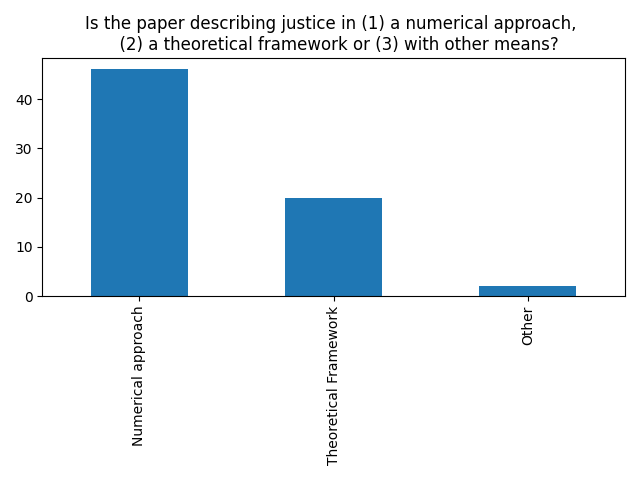 Is the paper describing justice in (1) a numerical approach,
(2) a theoretical framework or (3) with other means?
40
30
20
10
0
Numerical approach
Theoretical Framework
Other